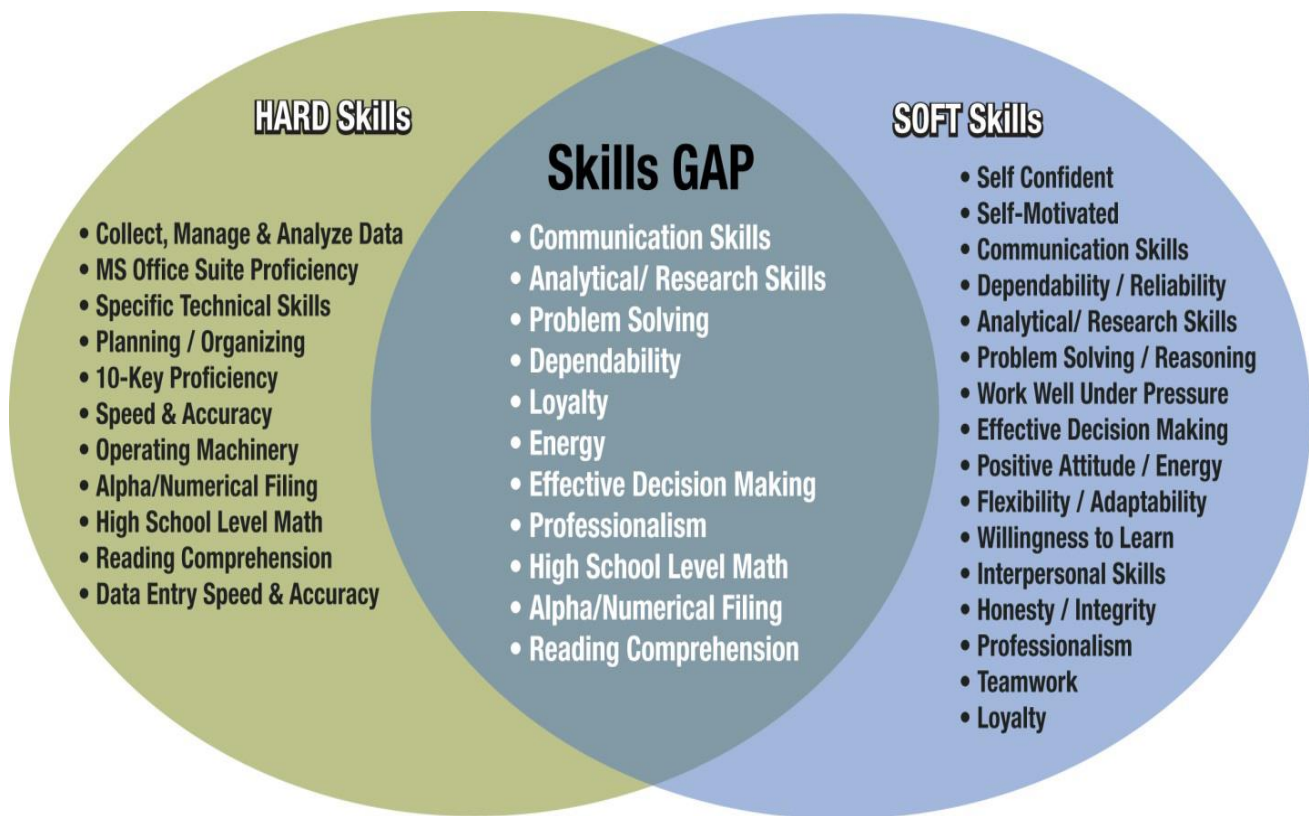 HARD Skills
• Collect, Manage & Analyze Data
• MS Office Suite Proficiency
• Specific Technical Skills
• Planning / Organizing
• 10-Key Proficiency
• Speed & Accuracy
• Operating Machinery
• Alpha/Numerical Filing
• High School Level Math
• Reading Comprehension
• Data Entry Speed & Accuracy
Skills GAP
• Communication Skills
• Analytical/ Research Skills
• Problem Solving
• Dependability
• Loyalty
• Energy
• Effective Decision Making
• Professionalism
• High School Level Math
• Alpha/Numerical Filing
• Reading Comprehension
SOFT Skills
• Self Confident
• Self-Motivated
• Communication Skills
• Dependability / Reliability
• Analytical/ Research Skills
• Problem Solving / Reasoning
• Work Well Under Pressure
• Effective Decision Making
• Positive Attitude / Energy
• Flexibility / Adaptability
• Willingness to Learn
• Interpersonal Skills
• Honesty / Integrity
• Professionalism
• Teamwork
• Loyalty